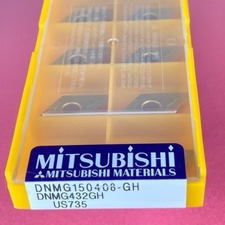 MITSUBISHI
MITSUBISHI MATERIALS
DNMG150408-GH
DNMG432GH
US735